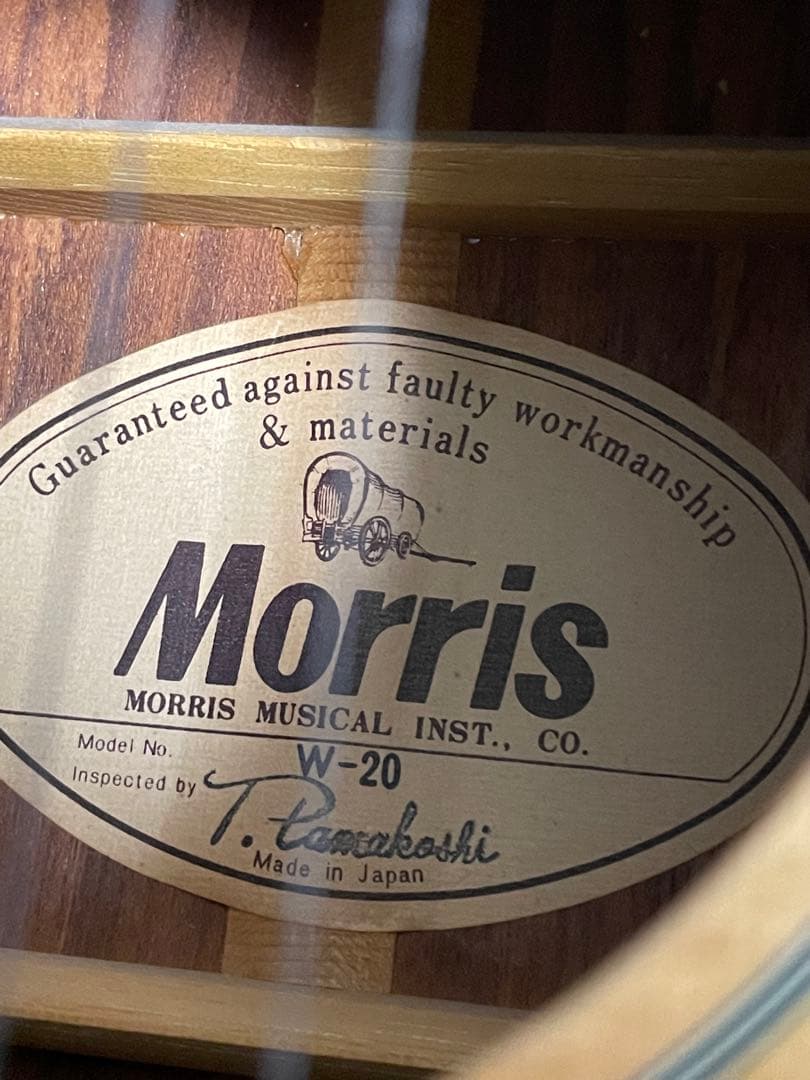 Guaranteed against faulty workmanship
& materials
Morris
MORRIS MUSICAL INST., CO.
Model No. W-20
Inspected by T.
Made in Japan